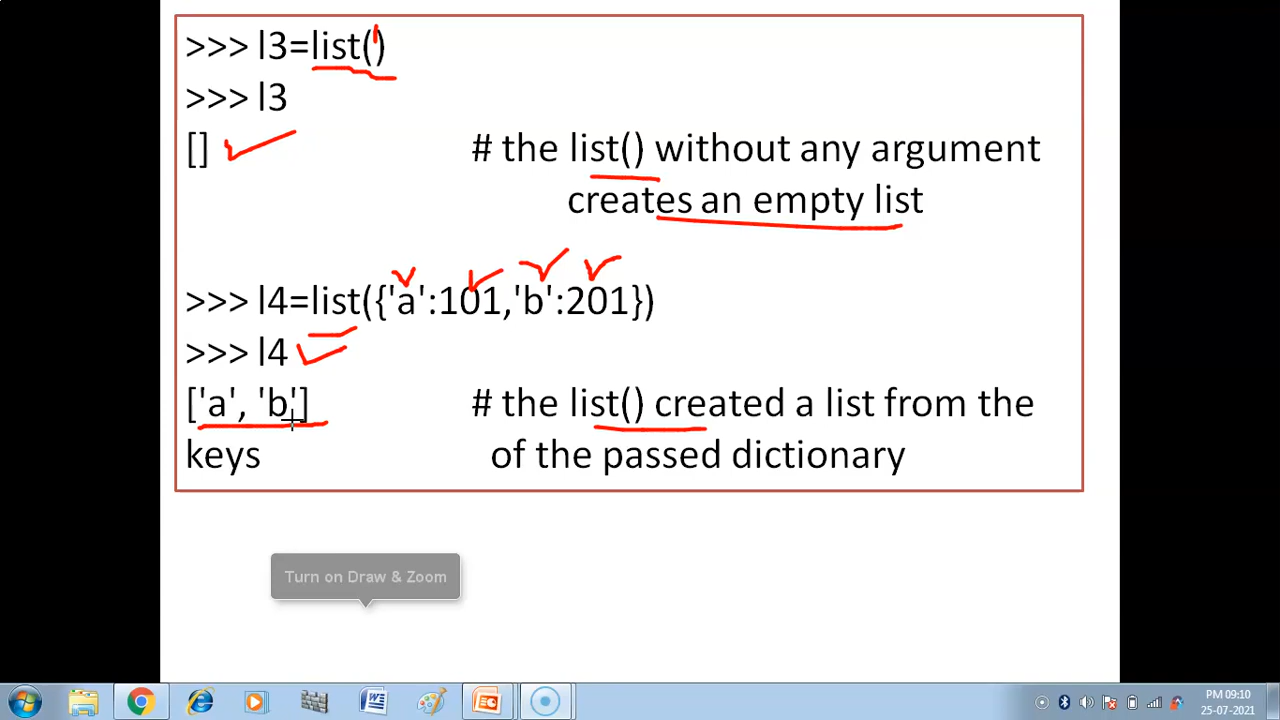 >>> l3=list()
>>> l3
[] # the list() without any argument
creates an empty list
>>> l4=list({'a':101,'b':201})
>>> l4
['a', 'b'] # the list() created a list from the
keys of the passed dictionary
Turn on Draw & Zoom
PM 09:10
25-07-2021